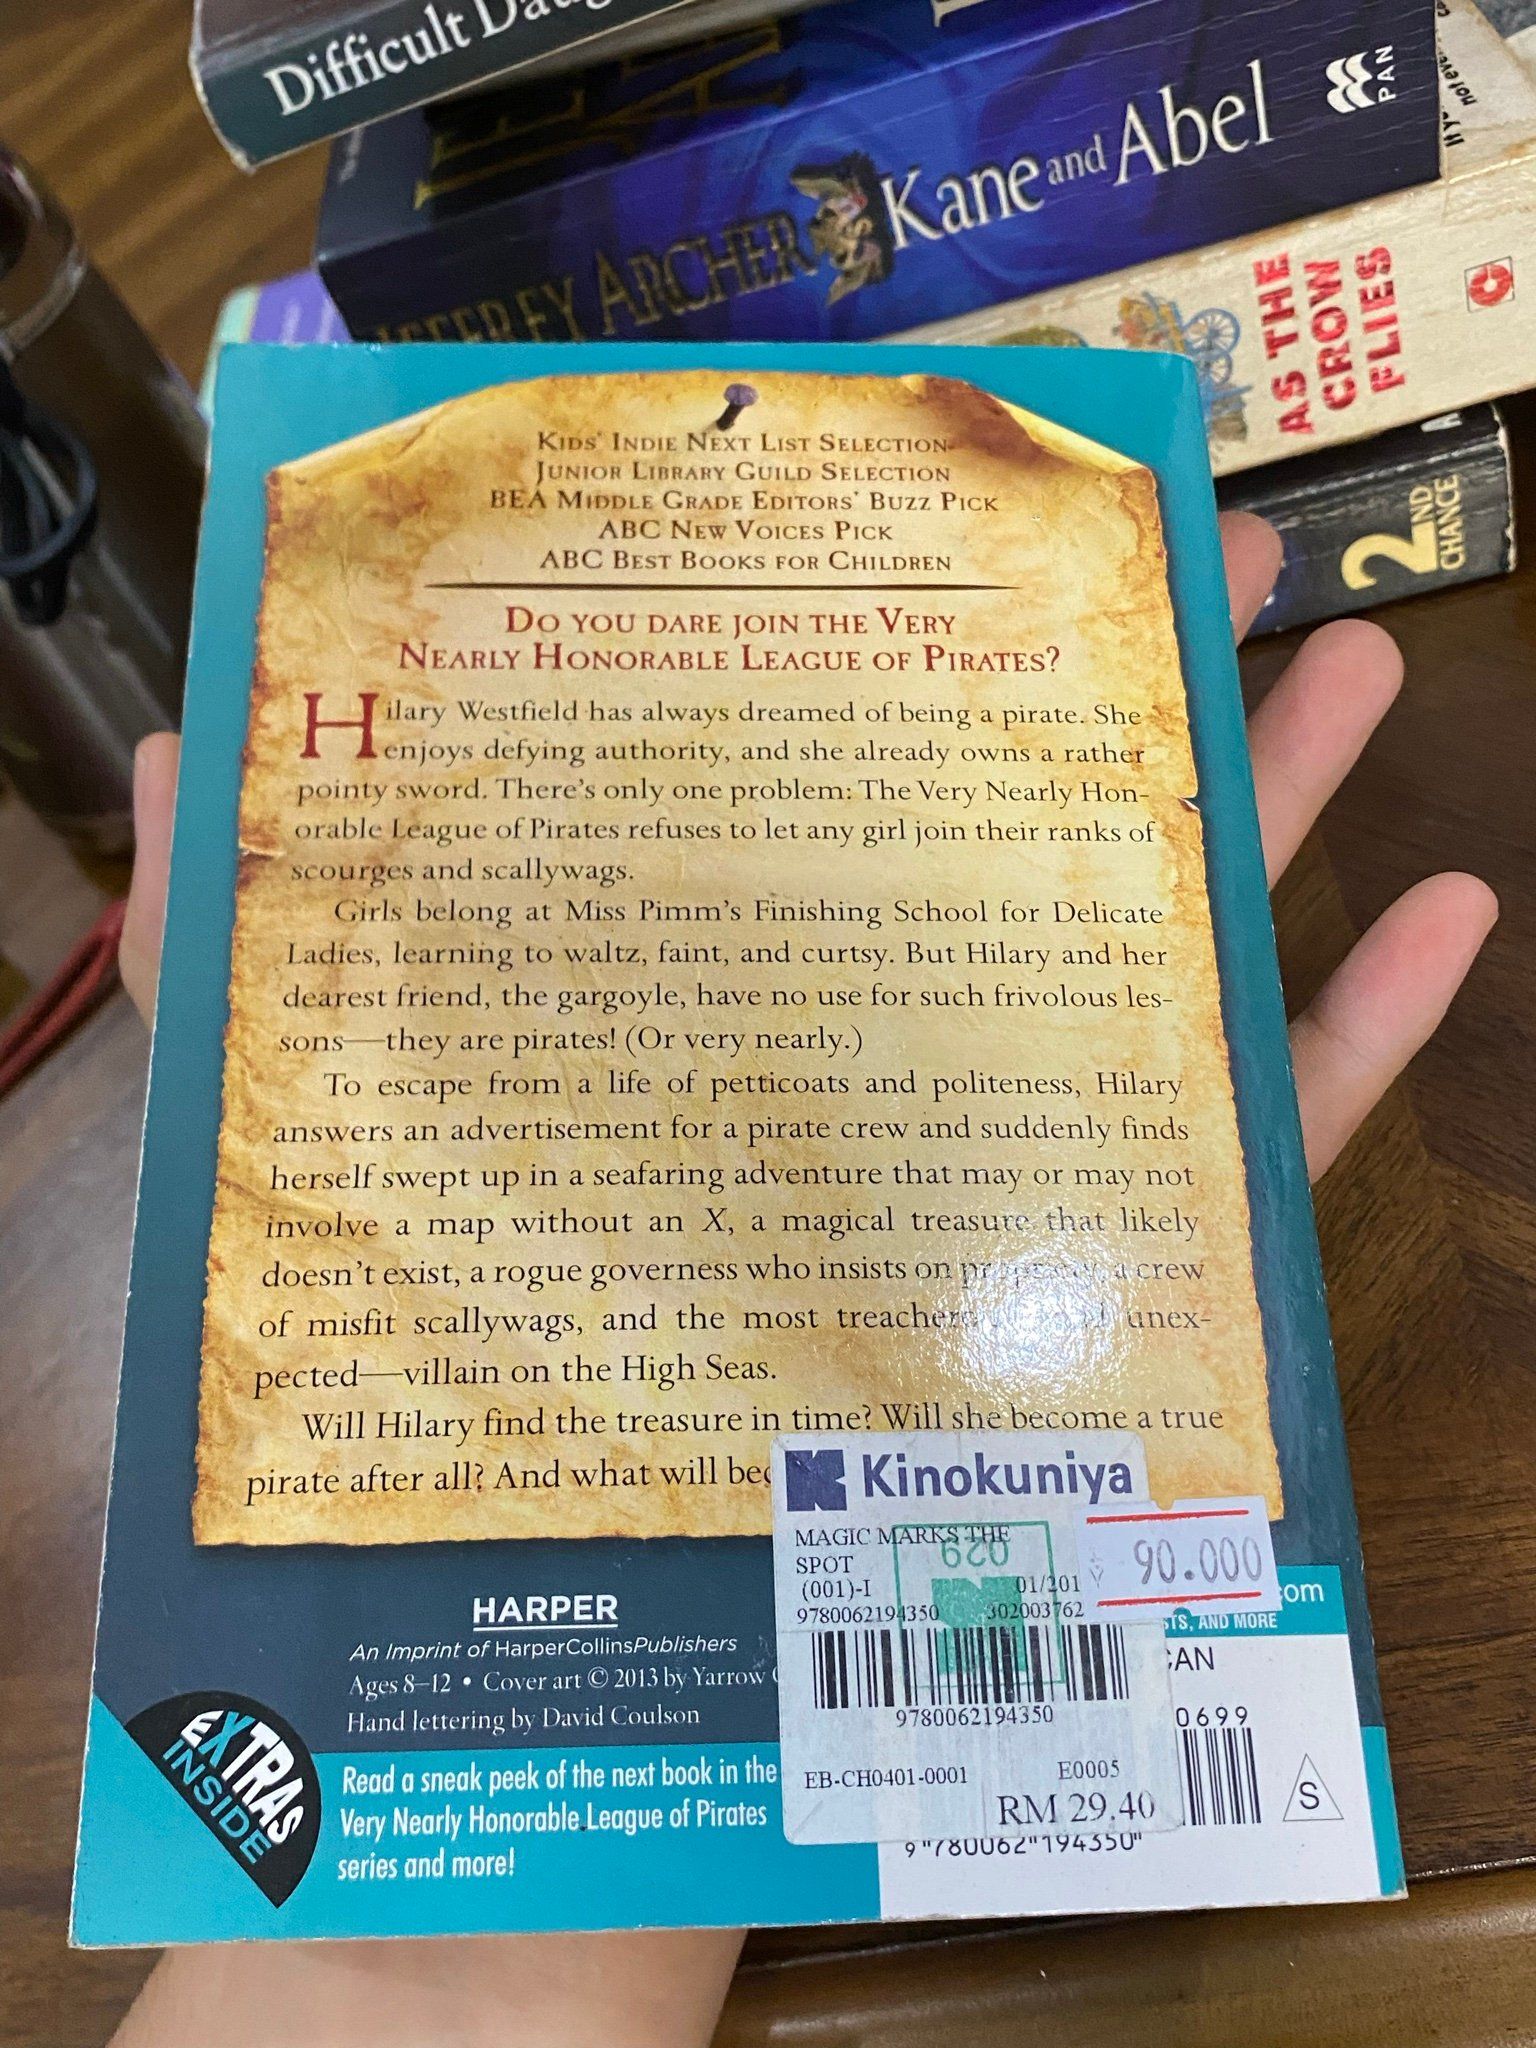 Difficult
JEFFREY ARCHER Kane and Abel PAN
AS THE
CROW
FLIES
2ND
CHANCE
KIDS' INDIE NEXT LIST SELECTION
JUNIOR LIBRARY GUILD SELECTION
BEA MIDDLE GRADE EDITORS' BUZZ PICK
ABC NEW VOICES PICK
ABC BEST BOOKS FOR CHILDREN
DO YOU DARE JOIN THE VERY
NEARLY HONORABLE LEAGUE OF PIRATES?
Hilary Westfield has always dreamed of being a pirate. She
enjoys defying authority, and she already owns a rather
pointy sword. There's only one problem: The Very Nearly Hon-
orable League of Pirates refuses to let any girl join their ranks of
scourges and scallywags.
Girls belong at Miss Pimm's Finishing School for Delicate
Ladies, learning to waltz, faint, and curtsy. But Hilary and her
dearest friend, the gargoyle, have no use for such frivolous les-
sons—they are pirates! (Or very nearly.)
To escape from a life of petticoats and politeness, Hilary
answers an advertisement for a pirate crew and suddenly finds
herself swept up in a seafaring adventure that may or may not
involve a map without an X, a magical treasure that likely
doesn't exist, a rogue governess who insists on propriety, a crew
of misfit scallywags, and the most treacherous unex-
pected—villain on the High Seas.
Will Hilary find the treasure in time? Will she become a true
pirate after all? And what will
Kinokuniya
MAGIC MARKS THE
SPOT
(001)-I 01/201
9780062194350 302003762
029
90.000
9780062194350
EB-CH0401-0001 E0005
RM 29.40
HARPER
An Imprint of HarperCollinsPublishers
Ages 8–12 • Cover art © 2013 by Yarrow
Hand lettering by David Coulson
EXTRAS
INSIDE
Read a sneak peek of the next book in the
Very Nearly Honorable League of Pirates
series and more!
.com
AND MORE
0699
S
9 780062 194350